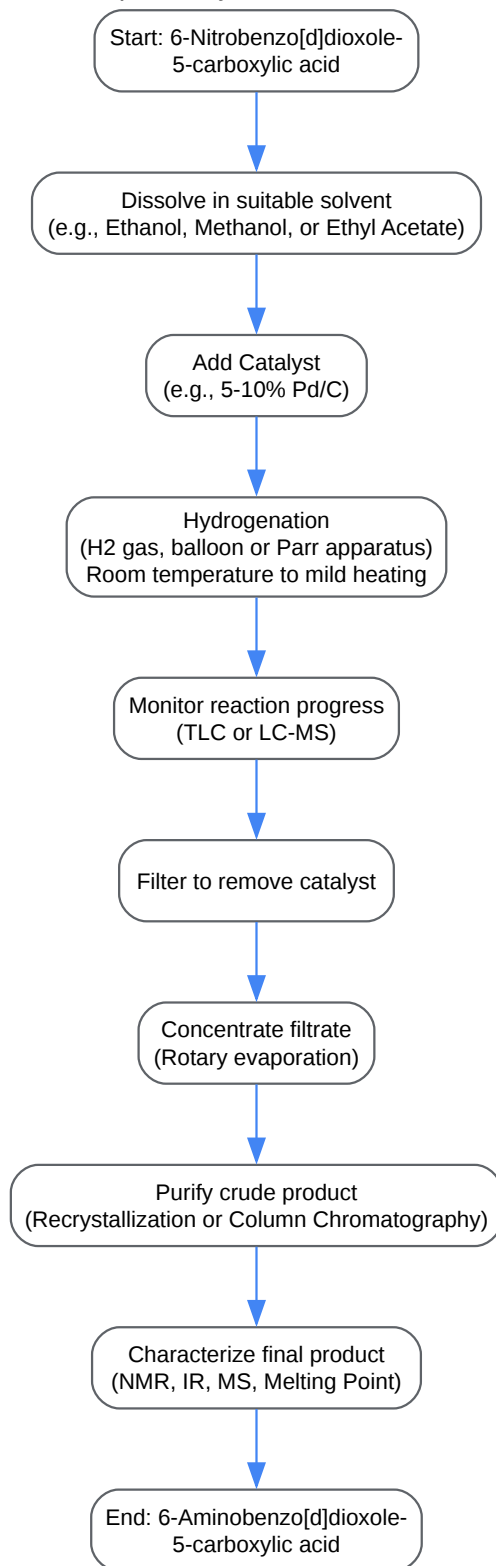 Start: 6-Nitrobenzo[d]dioxole-
5-carboxylic acid
Dissolve in suitable solvent
(e.g., Ethanol, Methanol, or Ethyl Acetate)
Add Catalyst
(e.g., 5-10% Pd/C)
Hydrogenation
(H2 gas, balloon or Parr apparatus)
Room temperature to mild heating
Monitor reaction progress
(TLC or LC-MS)
Filter to remove catalyst
Concentrate filtrate
(Rotary evaporation)
Purify crude product
(Recrystallization or Column Chromatography)
Characterize final product
(NMR, IR, MS, Melting Point)
End: 6-Aminobenzo[d]dioxole-
5-carboxylic acid